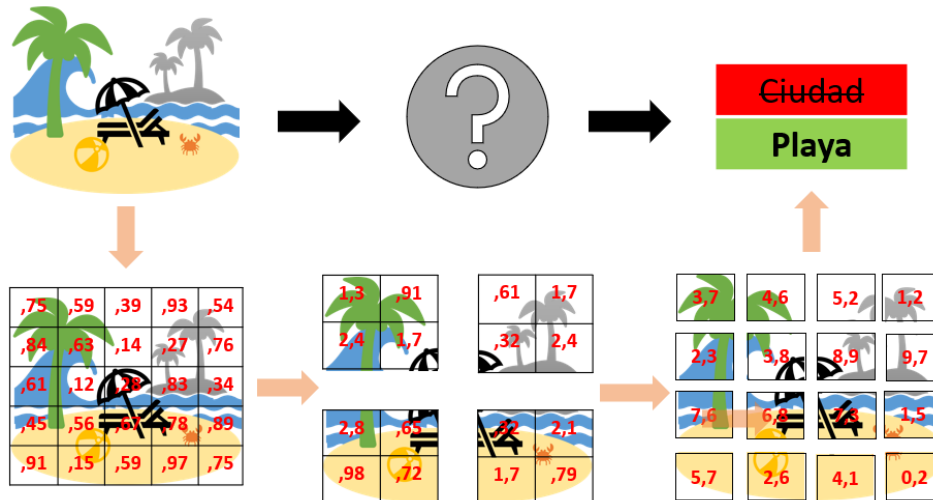 ?
Ciudad
Playa
,75 ,59 ,39 ,93 ,54
,84 ,63 ,14 ,27 ,76
,61 ,12 ,28 ,83 ,34
,45 ,56 ,67 ,78 ,89
,91 ,15 ,59 ,97 ,75
1,3 ,91
2,4 1,7
,61 1,7
,32 2,4
2,8 ,65
,98 ,72
,32 2,1
1,7 ,79
3,7 4,6 5,2 1,2
2,3 3,8 8,9 9,7
7,6 6,8 7,3 1,5
5,7 2,6 4,1 0,2